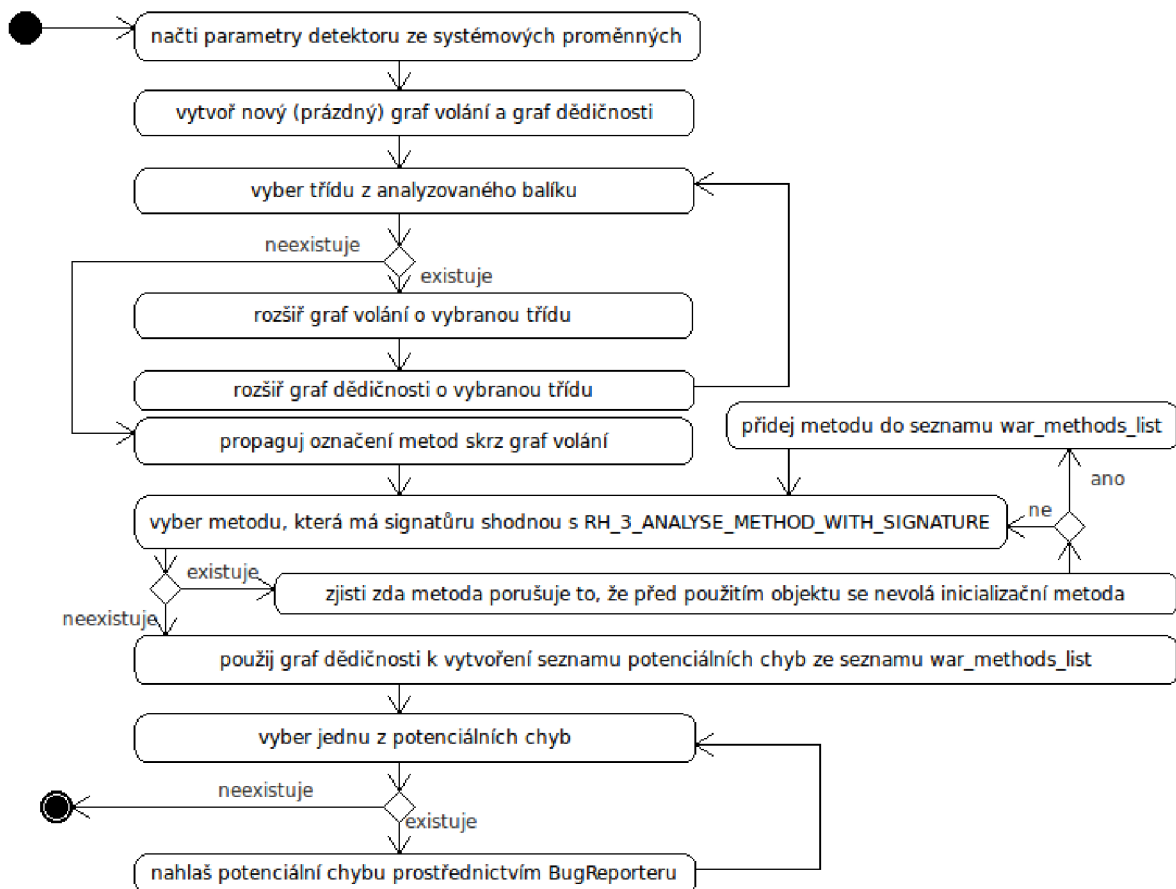 načti parametry detektoru ze systémových proměnných
vytvoř nový (prázdný) graf volání a graf dědičnosti
vyber třídu z analyzovaného balíku
neexistuje
existuje
rozšiř graf volání o vybranou třídu
rozšiř graf dědičnosti o vybranou třídu
propaguj označení metod skrz graf volání
přidej metodu do seznamu war_methods_list
ano
vyber metodu, která má signatůru shodnou s RH_3_ANALYSE_METHOD_WITH_SIGNATURE
ne
existuje
zjisti zda metoda porušuje to, že před použitím objektu se nevolá inicializační metoda
neexistuje
použij graf dědičnosti k vytvoření seznamu potenciálních chyb ze seznamu war_methods_list
vyber jednu z potenciálních chyb
neexistuje
existuje
nahlaš potenciální chybu prostřednictvím BugReporteru